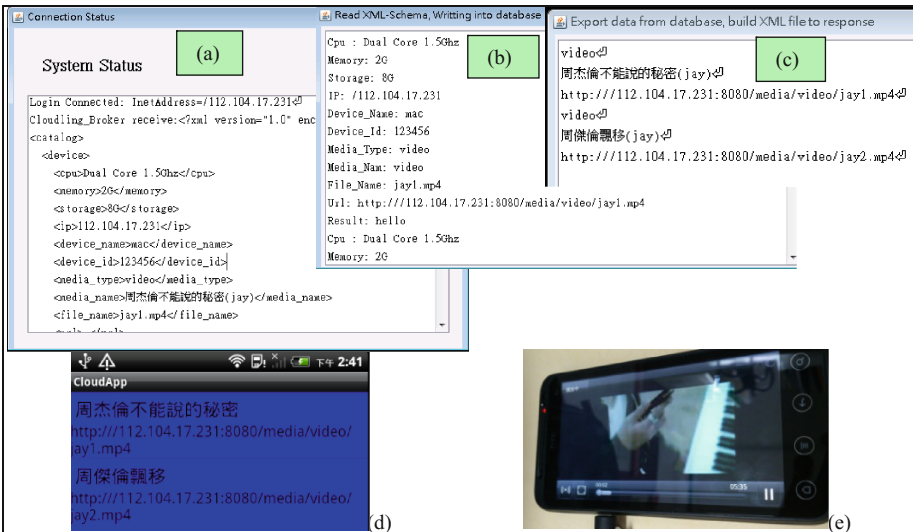 Connection Status
(a)
System Status
Login Connected: InetAddress=/112.104.17.231↵
Cloudling_Broker receive:<?xml version="1.0" enc
<catalog>
<device>
<cpu>Dual Core 1.5Ghz</cpu>
<memory>2G</memory>
<storage>8G</storage>
<ip>112.104.17.231</ip>
<device_name>mac</device_name>
<device_id>123456</device_id>
<media_type>video</media_type>
<media_name>周杰倫不能說的秘密(jay)</media_name>
<file_name>jay1.mp4</file_name>
Read XML-Schema, Writting into database
(b)
Cpu : Dual Core 1.5Ghz
Memory: 2G
Storage: 8G
IP: /112.104.17.231
Device_Name: mac
Device_Id: 123456
Media_Type: video
Media_Nam: video
File_Name: jay1.mp4
Url: http:///112.104.17.231:8080/media/video/jay1.mp4
Result: hello
Cpu : Dual Core 1.5Ghz
Memory: 2G
Export data from database, build XML file to response
(c)
video↵
周杰倫不能說的秘密(jay)↵
http:///112.104.17.231:8080/media/video/jay1.mp4↵
video↵
周傑倫飄移(jay)↵
http:///112.104.17.231:8080/media/video/jay2.mp4↵
下午 2:41
CloudApp
周杰倫不能說的秘密
http:///112.104.17.231:8080/media/video/
jay1.mp4
周傑倫飄移
http:///112.104.17.231:8080/media/video/
jay2.mp4
(d)
05:35
(e)